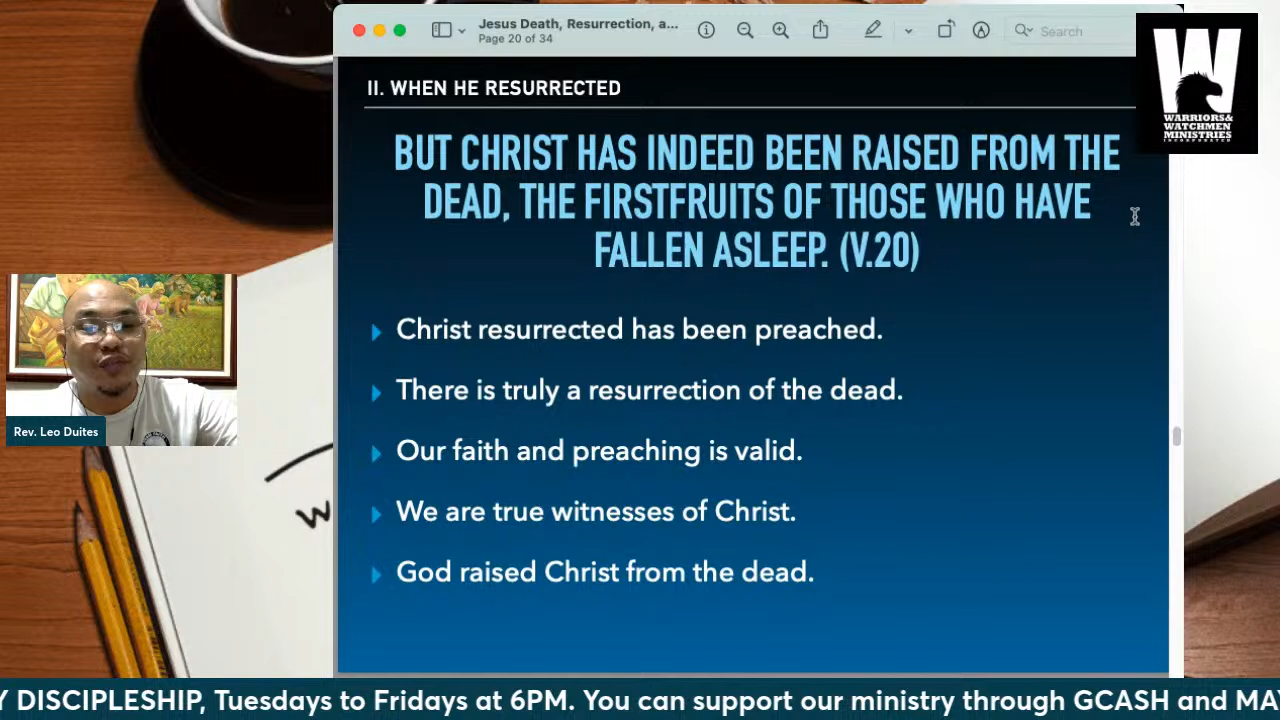 Jesus Death, Resurrection, a...
Page 20 of 34
Search
II. WHEN HE RESURRECTED
BUT CHRIST HAS INDEED BEEN RAISED FROM THE
DEAD, THE FIRSTFRUITS OF THOSE WHO HAVE
FALLEN ASLEEP. (V.20)
Christ resurrected has been preached.
There is truly a resurrection of the dead.
Our faith and preaching is valid.
We are true witnesses of Christ.
God raised Christ from the dead.
W
WARRIORS&
WATCHMEN
MINISTRIES
INCORPORATED
Rev. Leo Duites
W
Y DISCIPLESHIP, Tuesdays to Fridays at 6PM. You can support our ministry through GCASH and MA